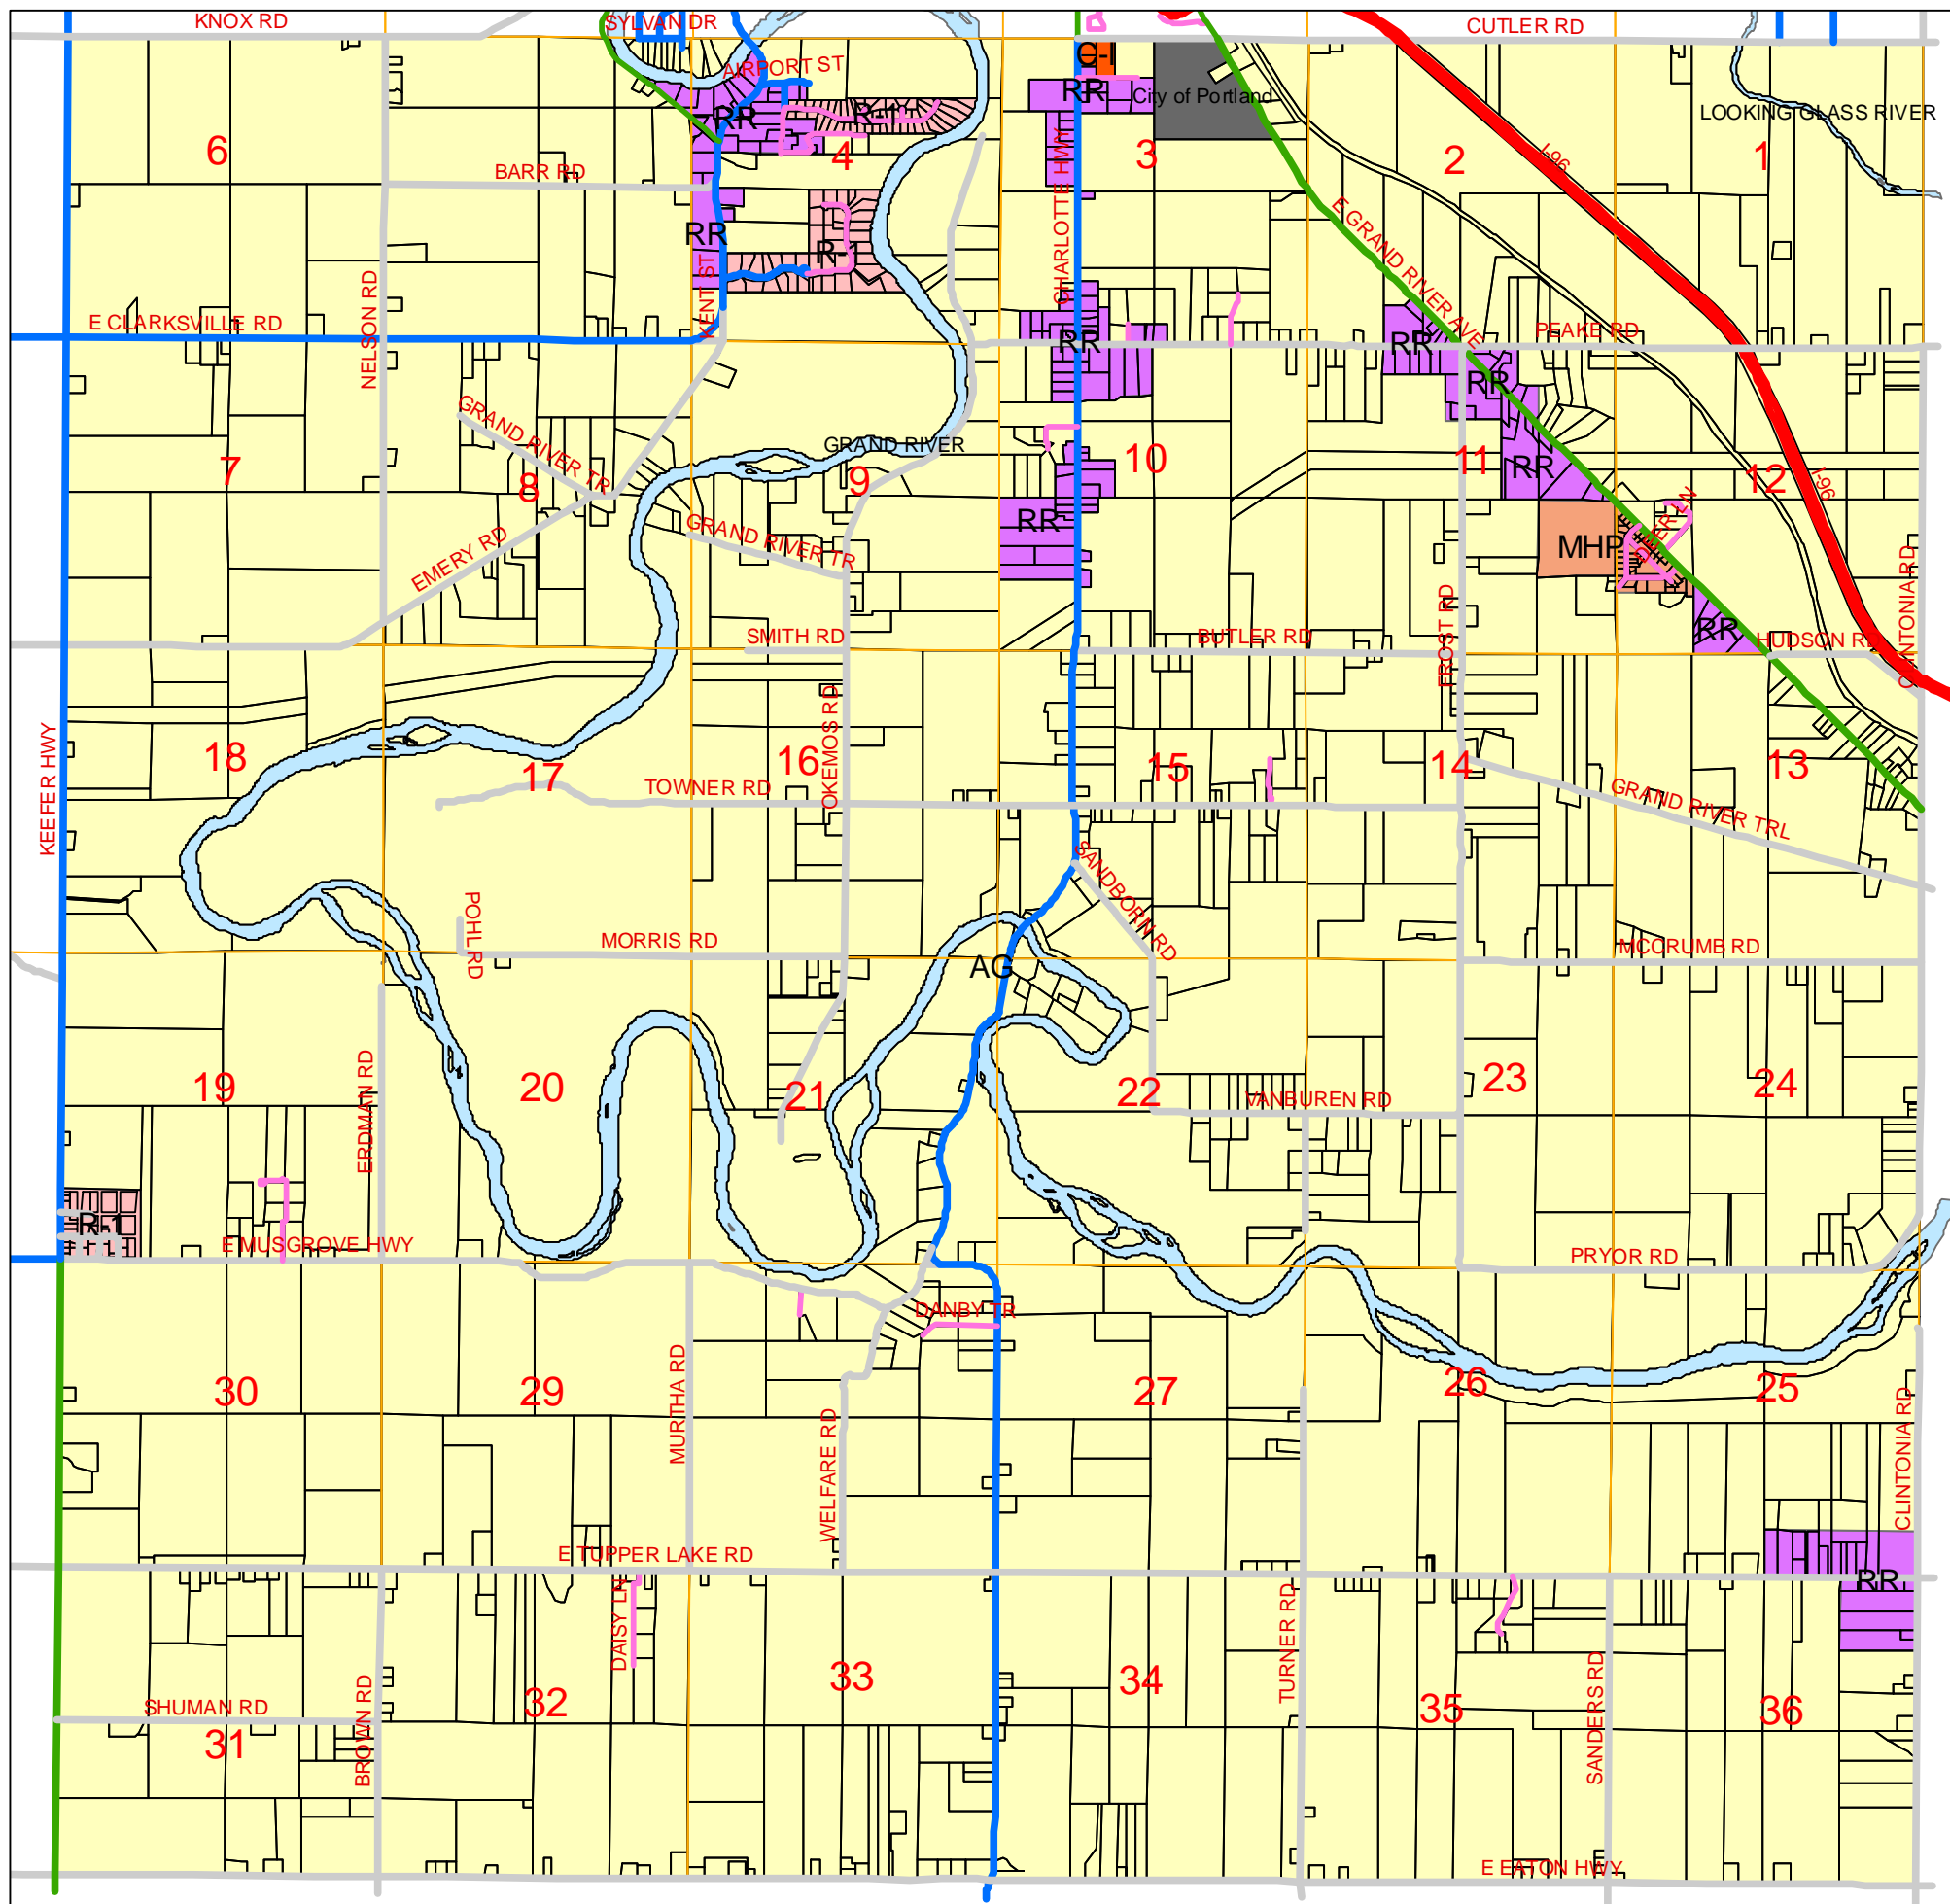 KNOX RD
SYLVAN DR
CUTLER RD
AIRPORT ST
C-1
RR
City of Portland
RR
R-1
LOOKING GLASS RIVER
6
4
3
2
1
I-96
BARR RD
CHARLOTTE HWY
E GRAND RIVER AVE
RR
R-1
NELSON RD
KENT ST
E CLARKSVILLE RD
PEAKE RD
RR
RR
RR
GRAND RIVER TR
GRAND RIVER
7
8
9
10
11
12
RR
I-96
RR
GRAND RIVER TR
EMERY RD
MHP
DEER LN
CLINTONIA RD
FROST RD
SMITH RD
BUTLER RD
RR
HUDSON RD
KEEFER HWY
OKEMOS RD
18
17
16
15
14
13
TOWNER RD
GRAND RIVER TRL
SANDBORN RD
POHL RD
MORRIS RD
MCCRUMB RD
AG
ERDMAN RD
19
20
21
22
23
24
VANBUREN RD
R-1
E MUSGROVE HWY
PRYOR RD
DANBY TR
MURTHA RD
30
29
27
26
25
WELFARE RD
CLINTONIA RD
E TUPPER LAKE RD
RR
DAISY LN
TURNER RD
SANDERS RD
BROWN RD
SHUMAN RD
31
32
33
34
35
36
E EATON HWY